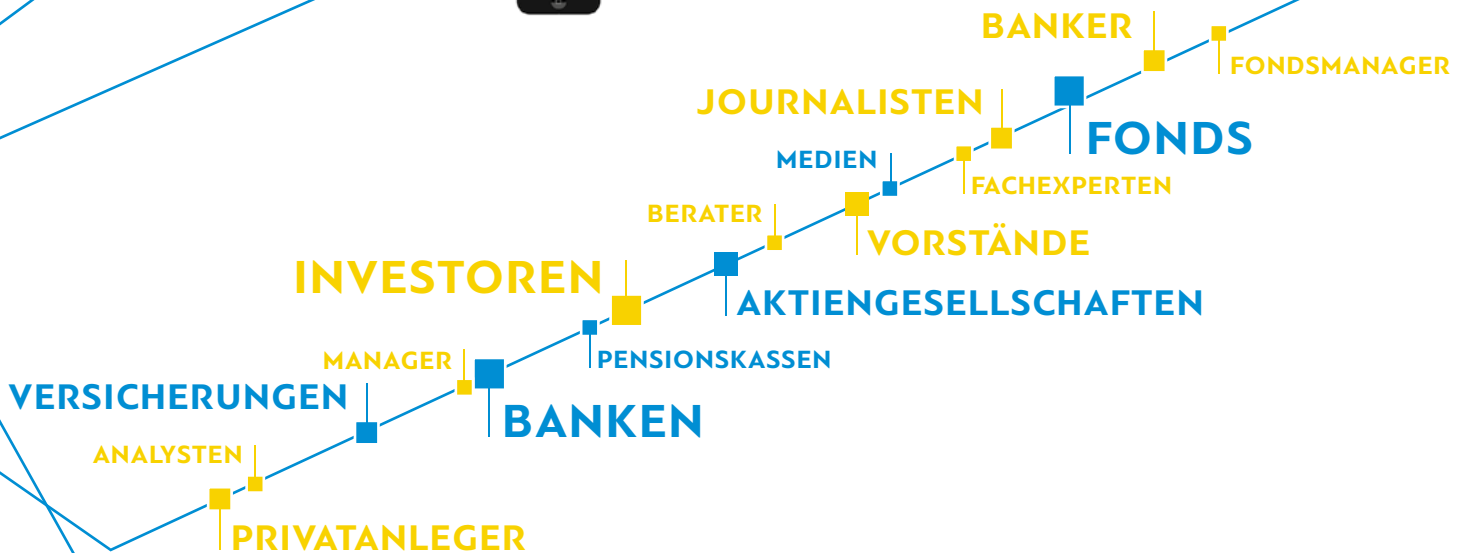 BANKER
FONDSMANAGER
JOURNALISTEN
FONDS
MEDIEN
FACHEXPERTEN
BERATER
VORSTÄNDE
INVESTOREN
AKTIENGESELLSCHAFTEN
MANAGER
PENSIONSKASSEN
VERSICHERUNGEN
BANKEN
ANALYSTEN
PRIVATANLEGER